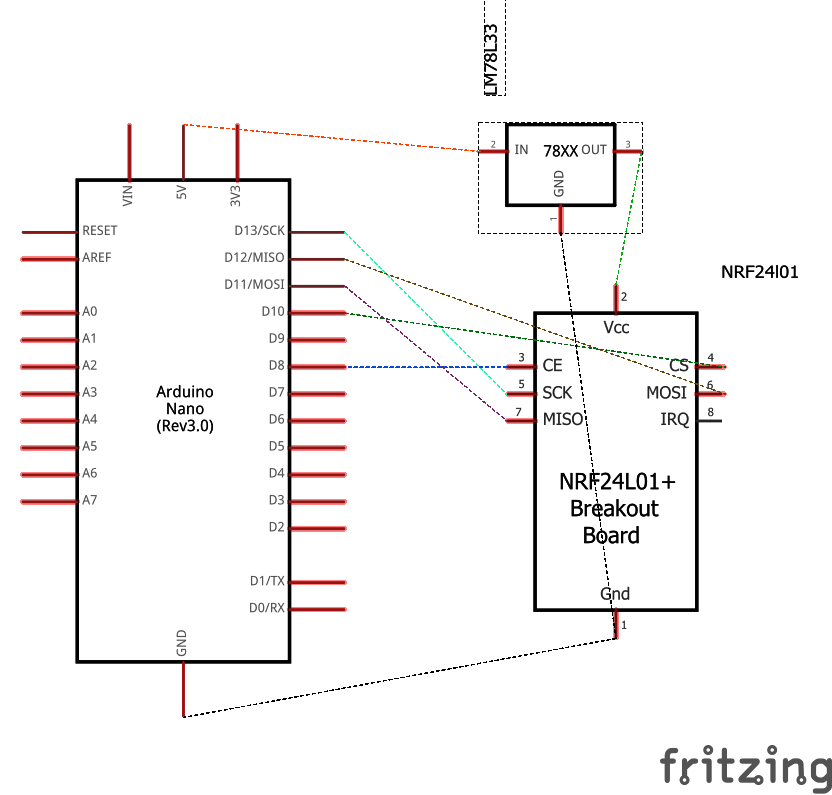 LM78L33
2
IN
78XX
OUT
3
GND
1
VIN
5V
3V3
RESET
AREF
A0
A1
A2
A3
A4
A5
A6
A7
D13/SCK
D12/MISO
D11/MOSI
D10
D9
D8
D7
D6
D5
D4
D3
D2
D1/TX
D0/RX
Arduino
Nano
(Rev3.0)
GND
NRF24l01
2
Vcc
3
CE
CS
4
5
SCK
MOSI
6
7
MISO
IRQ
8
NRF24L01+
Breakout
Board
Gnd
1
fritzing